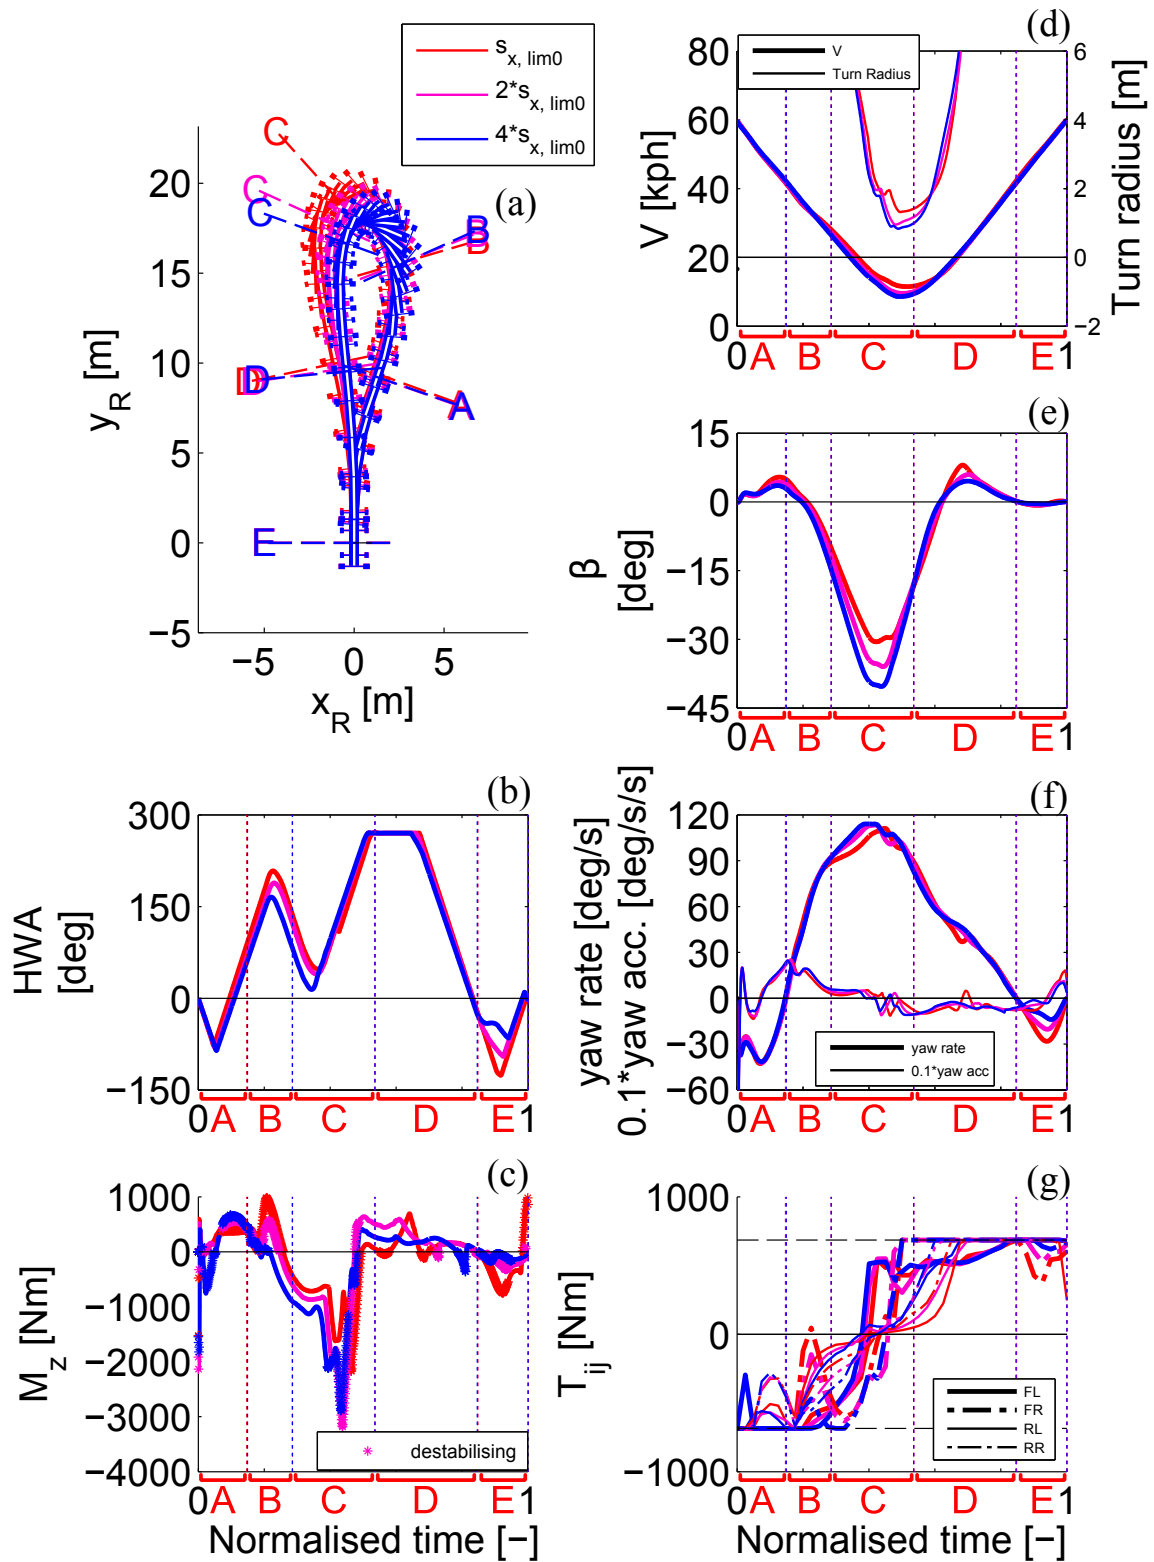 s_{x, lim0}
2*s_{x, lim0}
4*s_{x, lim0}
(a)
C
C
C
B
B
B
D
D
D
A
A
A
E
20
15
10
5
0
−5
y_R [m]
−5
0
5
x_R [m]
(d)
V
Turn Radius
80
60
40
20
0
V [kph]
6
4
2
0
−2
Turn radius [m]
0
A
B
C
D
E
1
(e)
15
0
−15
−30
−45
β
[deg]
0
A
B
C
D
E
1
(b)
300
150
0
−150
HWA
[deg]
0
A
B
C
D
E
1
(f)
120
90
60
30
0
−30
−60
yaw rate [deg/s]
0.1*yaw acc. [deg/s/s]
yaw rate
0.1*yaw acc
0
A
B
C
D
E
1
(c)
1000
0
−1000
−2000
−3000
−4000
M_z [Nm]
destabilising
0
A
B
C
D
E
1
Normalised time [−]
(g)
1000
0
−1000
T_{ij} [Nm]
FL
FR
RL
RR
0
A
B
C
D
E
1
Normalised time [−]